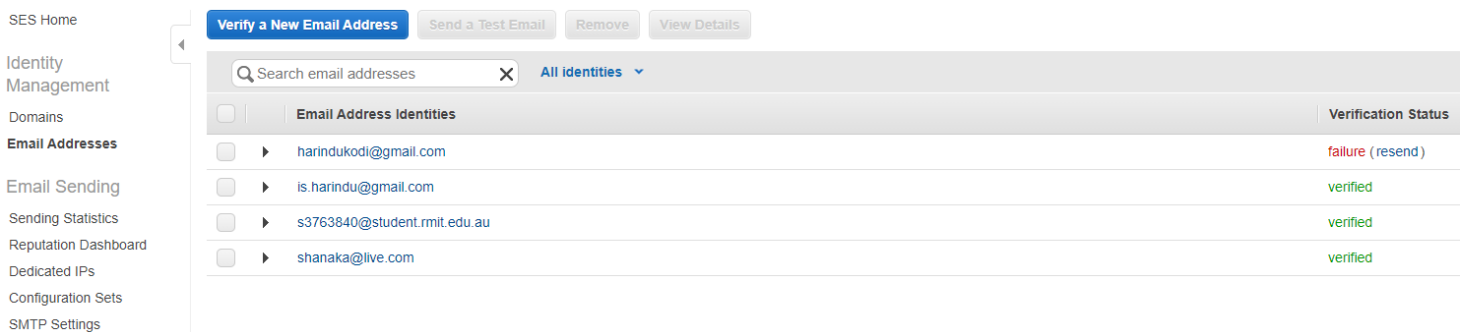 SES Home
Identity
Management
Domains
Email Addresses
Email Sending
Sending Statistics
Reputation Dashboard
Dedicated IPs
Configuration Sets
SMTP Settings
Verify a New Email Address Send a Test Email Remove View Details
Search email addresses All identities
Email Address Identities Verification Status
harindukodi@gmail.com failure (resend)
is.harindu@gmail.com verified
s3763840@student.rmit.edu.au verified
shanaka@live.com verified